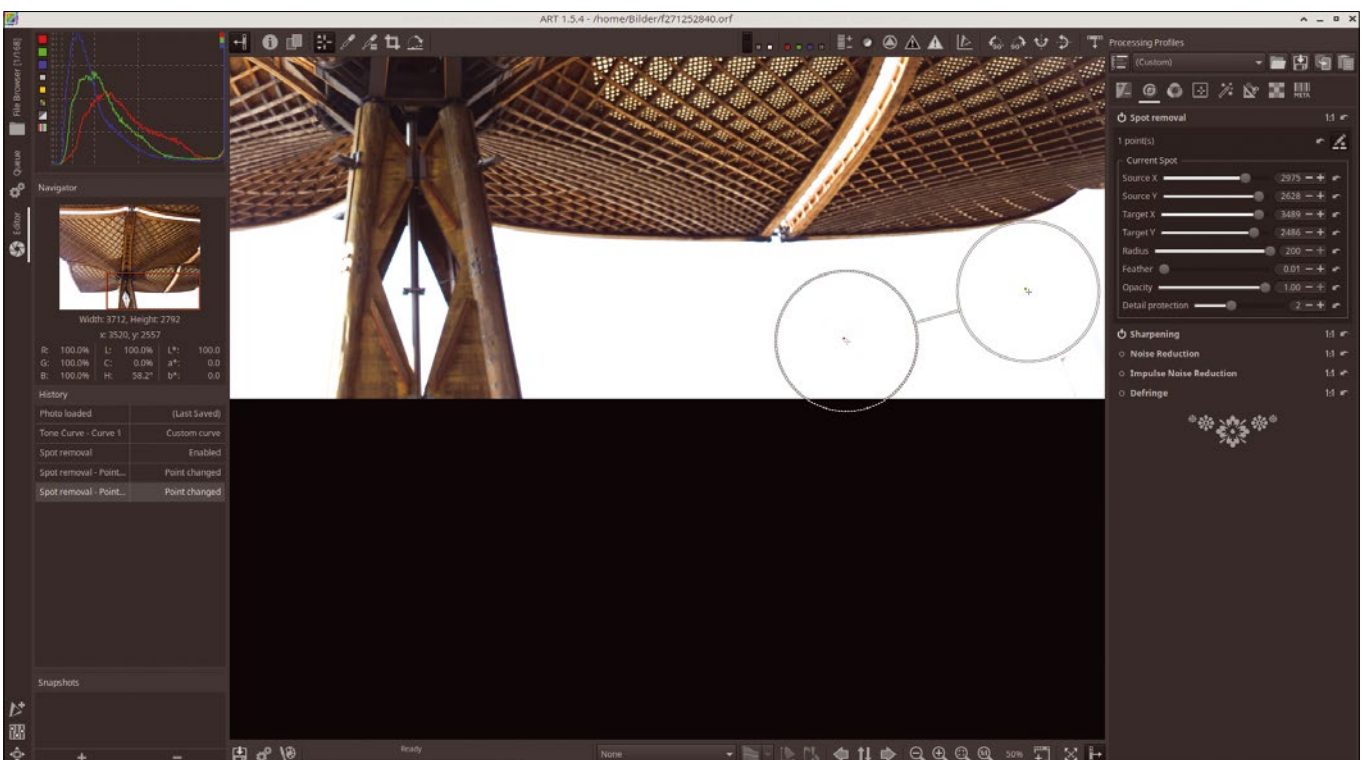 ART 1.5.4 - /home/Bilder/f271252840.orf
File Browser [1/168]
Queue
Editor
Navigator
Width: 3712, Height: 2792
x: 3520, y: 2557
R: 100.0% L: 100.0% L*: 100.0
G: 100.0% C: 0.0% a*: 0.0
B: 100.0% H: 58.2° b*: 0.0
History
Photo loaded (Last Saved)
Tone Curve - Curve 1 Custom curve
Spot removal Enabled
Spot removal - Point... Point changed
Spot removal - Point... Point changed
Snapshots
Ready
None
50%
Processing Profiles
(Custom)
META
Spot removal 1:1
1 point(s)
Current Spot
Source X 2975
Source Y 2628
Target X 3489
Target Y 2486
Radius 200
Feather 0.01
Opacity 1.00
Detail protection 2
Sharpening 1:1
Noise Reduction 1:1
Impulse Noise Reduction 1:1
Defringe 1:1